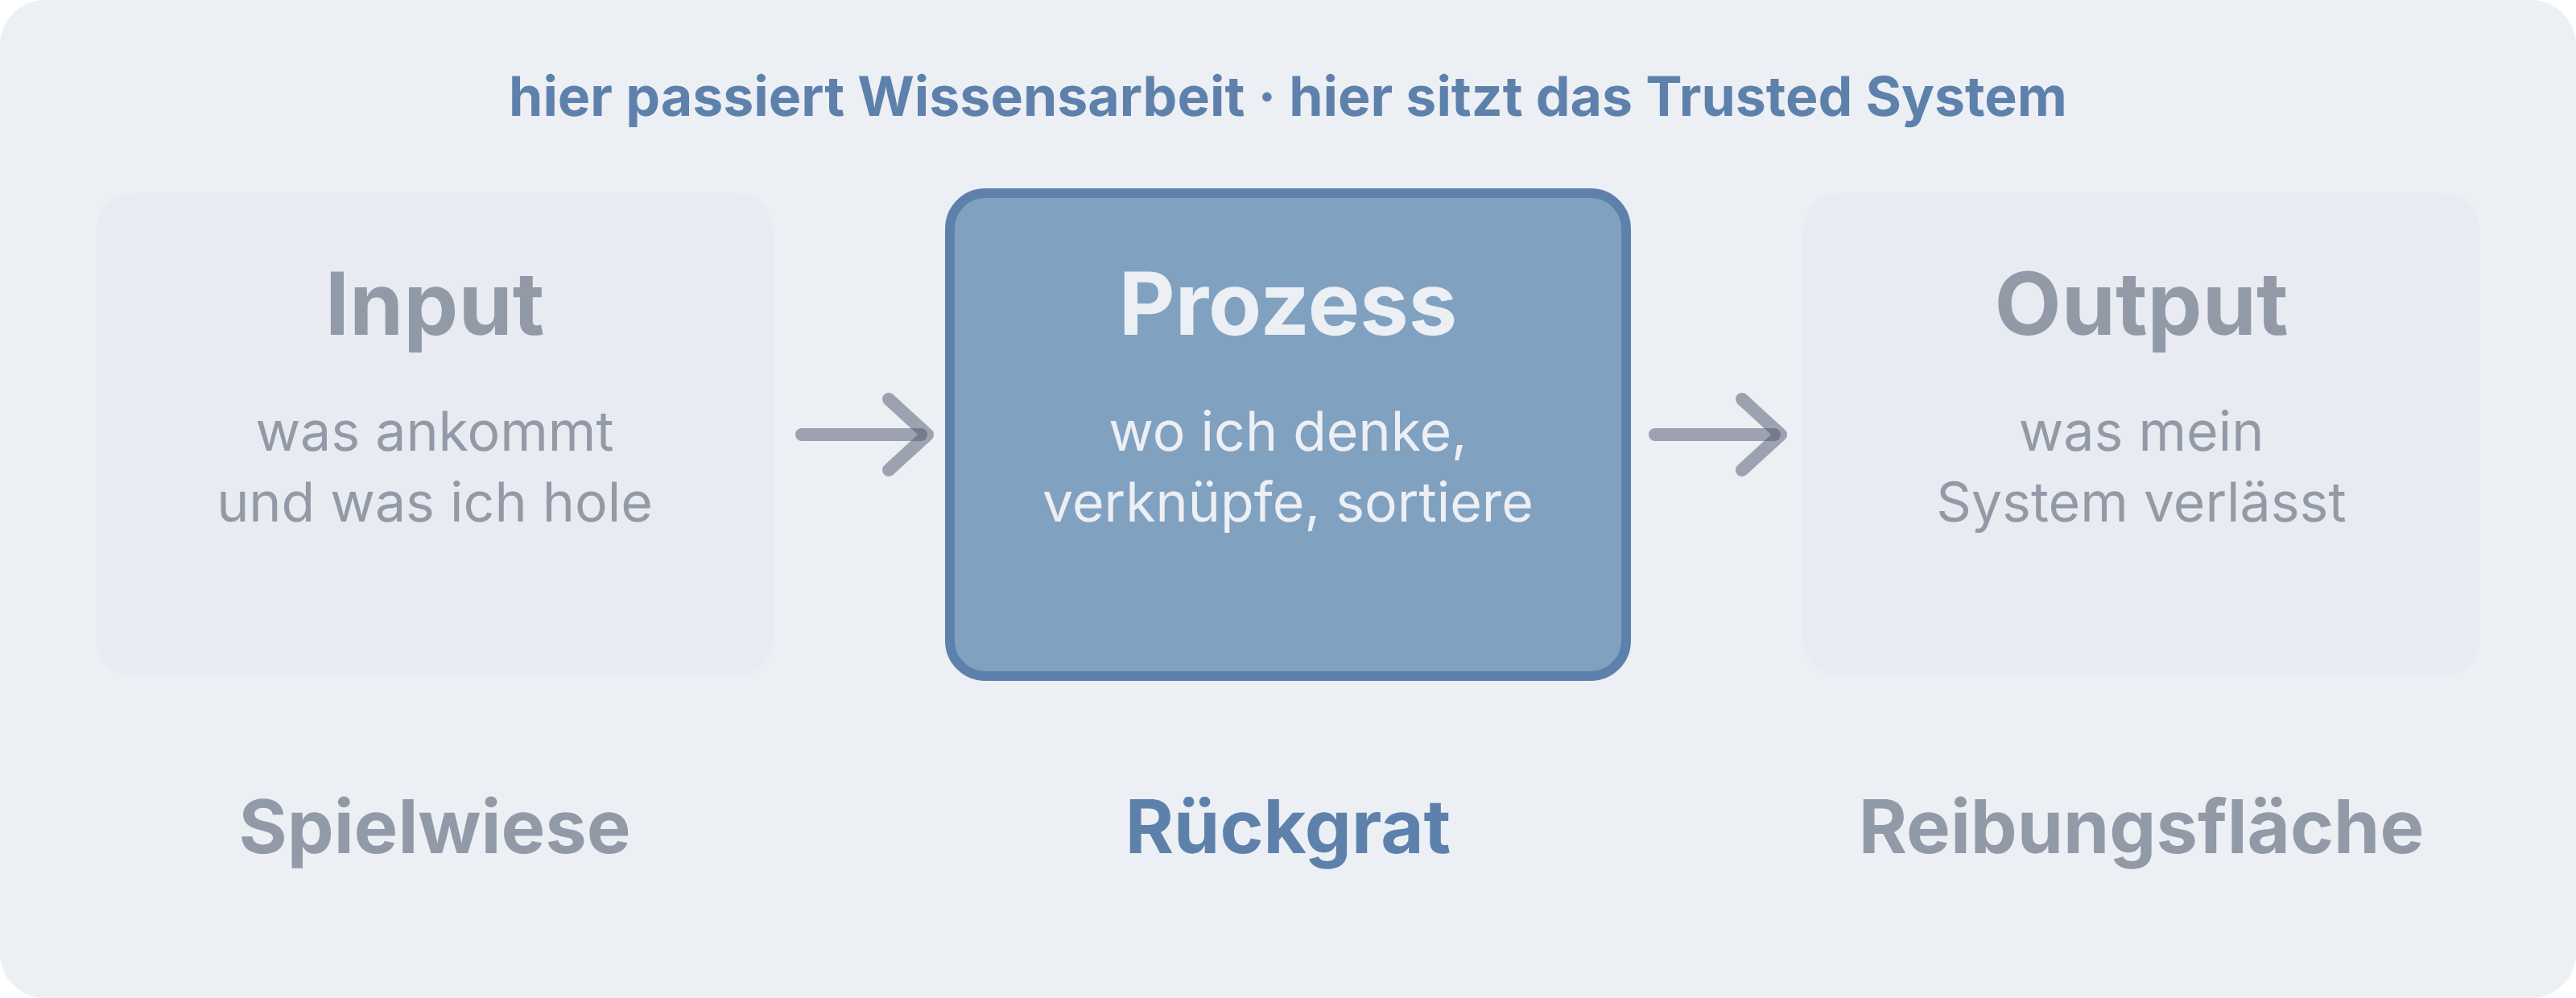 hier passiert Wissensarbeit · hier sitzt das Trusted System
Input
was ankommt
und was ich hole
Prozess
wo ich denke,
verknüpfe, sortiere
Output
was mein
System verlässt
Spielwiese
Rückgrat
Reibungsfläche